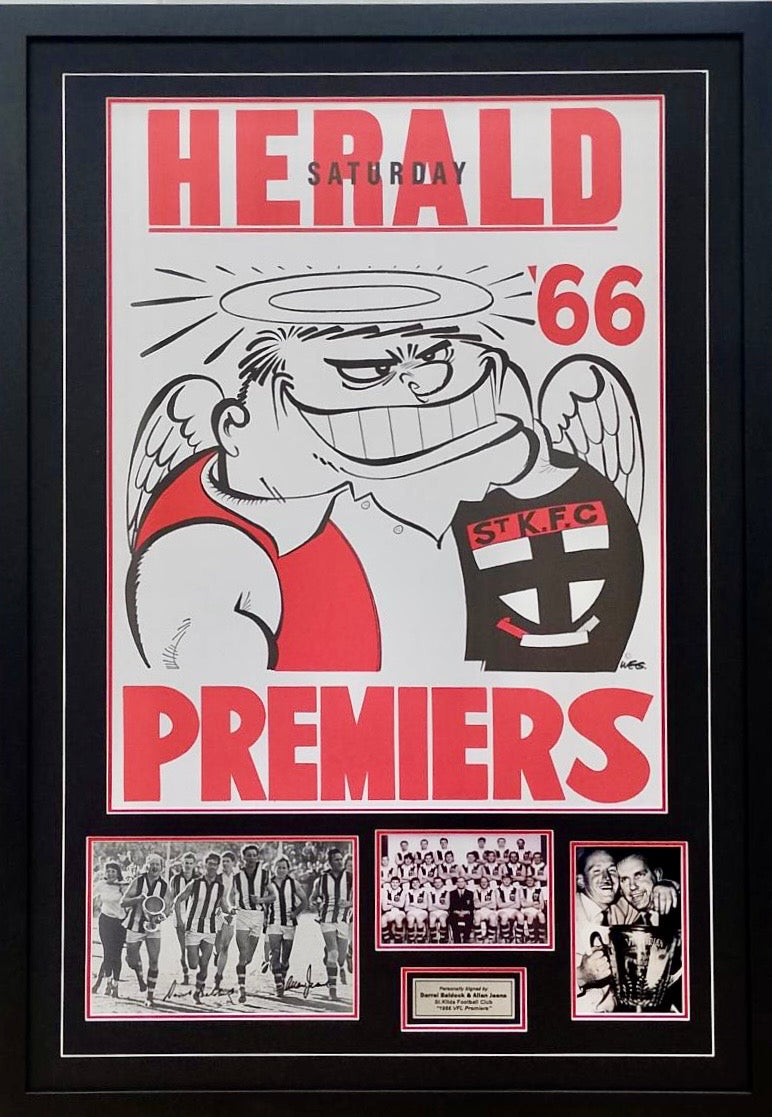 HERALD
SATURDAY
'66
ST K.F.C
WEG.
PREMIERS
Personally Signed by
Darrel Baldock & Allan Jeans
St.Kilda Football Club
"1966 VFL Premiers"